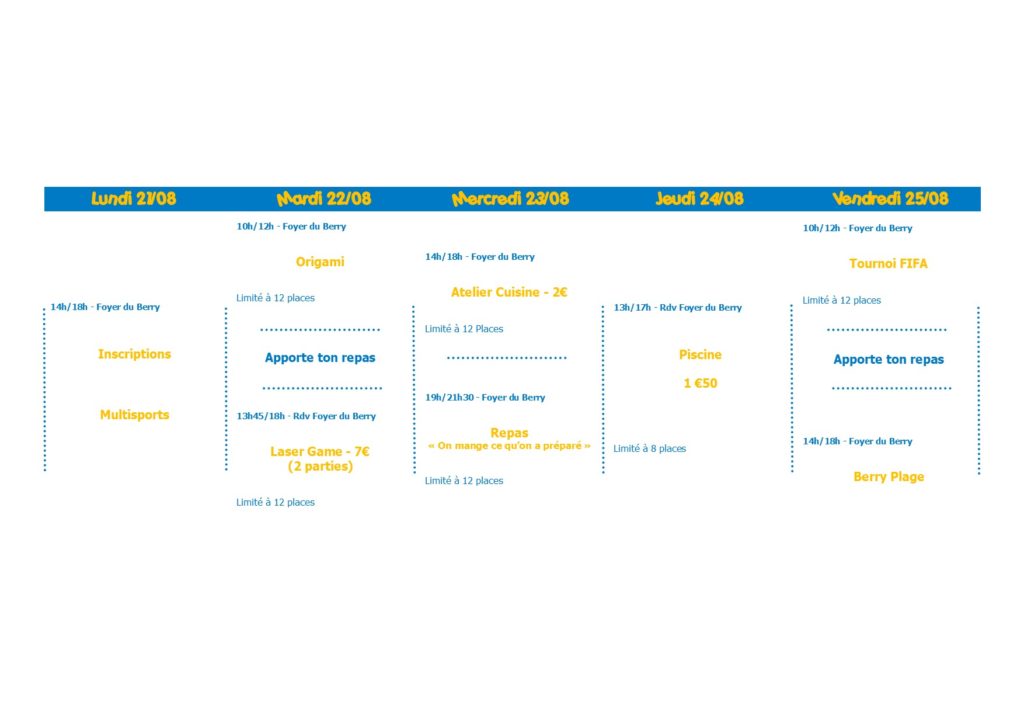 Lundi 21/08
14h/18h - Foyer du Berry
Inscriptions
Multisports
Mardi 22/08
10h/12h - Foyer du Berry
Origami
Limité à 12 places
Apporte ton repas
13h45/18h - Rdv Foyer du Berry
Laser Game - 7€
(2 parties)
Limité à 12 places
Mercredi 23/08
14h/18h - Foyer du Berry
Atelier Cuisine - 2€
Limité à 12 Places
19h/21h30 - Foyer du Berry
Repas
« On mange ce qu'on a préparé »
Limité à 12 places
Jeudi 24/08
13h/17h - Rdv Foyer du Berry
Piscine
1 €50
Limité à 8 places
Vendredi 25/08
10h/12h - Foyer du Berry
Tournoi FIFA
Limité à 12 places
Apporte ton repas
14h/18h - Foyer du Berry
Berry Plage